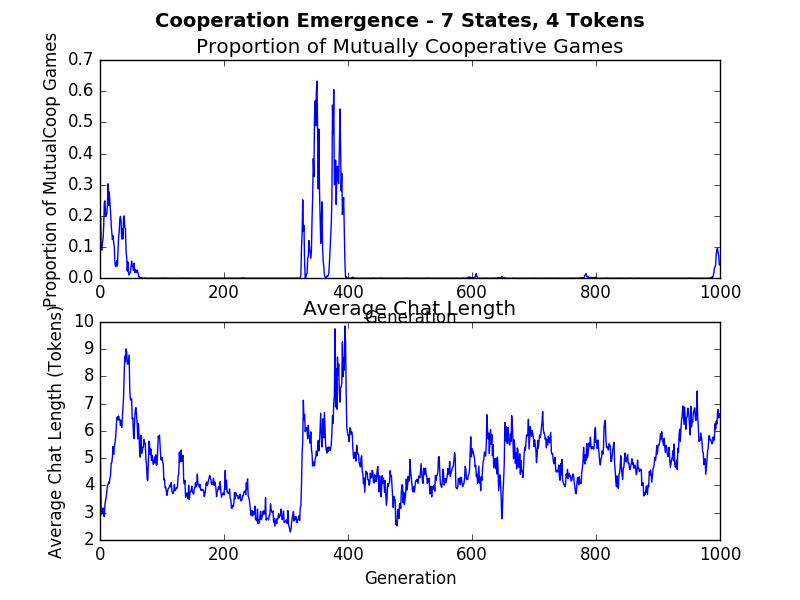 Cooperation Emergence - 7 States, 4 Tokens
Proportion of Mutually Cooperative Games
Proportion of MutualCoop Games
0.7
0.6
0.5
0.4
0.3
0.2
0.1
0.0
0 200 400 600 800 1000
Generation
Average Chat Length
Average Chat Length (Tokens)
10
9
8
7
6
5
4
3
2
0 200 400 600 800 1000
Generation